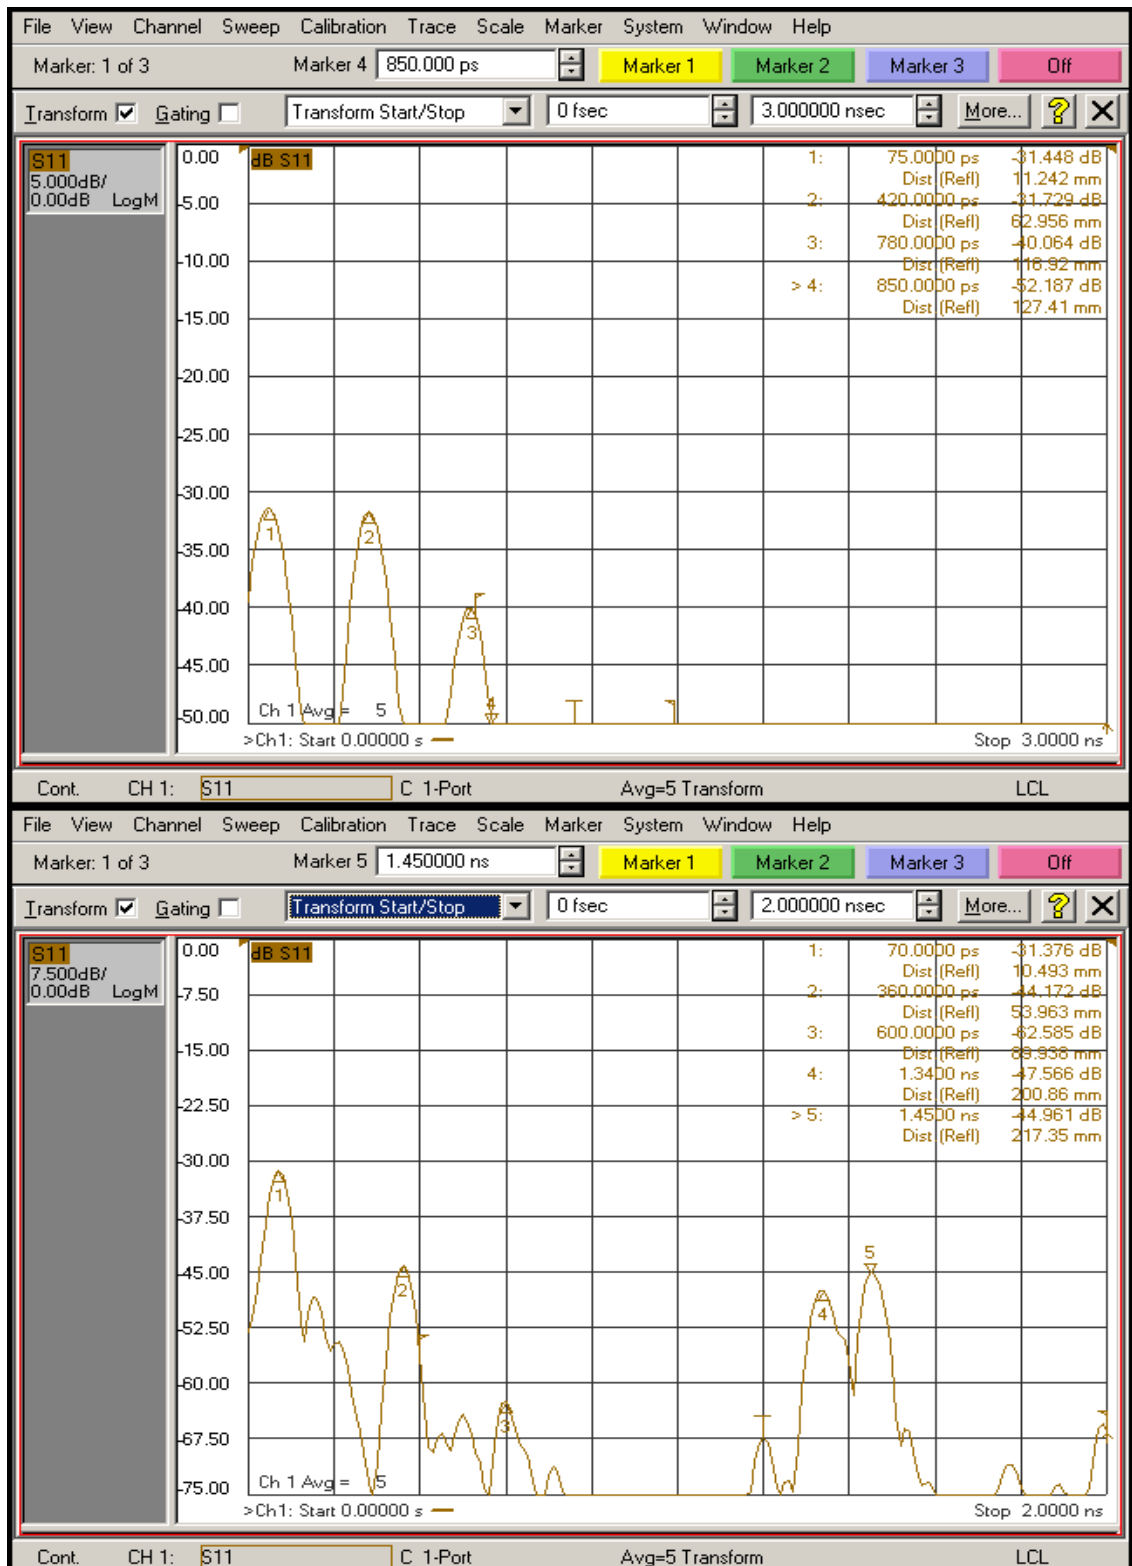 File View Channel Sweep Calibration Trace Scale Marker System Window Help
Marker: 1 of 3 Marker 4 850.000 ps Marker 1 Marker 2 Marker 3 Off
Transform Gating Transform Start/Stop 0 fsec 3.000000 nsec More... ?
S11
5.000dB/
0.00dB LogM
dB S11
0.00
-5.00
-10.00
-15.00
-20.00
-25.00
-30.00
-35.00
-40.00
-45.00
-50.00
1: 75.0000 ps -31.448 dB
Dist (Refl) 11.242 mm
2: 420.0000 ps -31.729 dB
Dist (Refl) 62.956 mm
3: 780.0000 ps -40.064 dB
Dist (Refl) 116.92 mm
> 4: 850.0000 ps -52.187 dB
Dist (Refl) 127.41 mm
1
2
3
4
Ch 1 Avg = 5
>Ch1: Start 0.00000 s Stop 3.0000 ns
Cont. CH 1: S11 C 1-Port Avg=5 Transform LCL
File View Channel Sweep Calibration Trace Scale Marker System Window Help
Marker: 1 of 3 Marker 5 1.450000 ns Marker 1 Marker 2 Marker 3 Off
Transform Gating Transform Start/Stop 0 fsec 2.000000 nsec More... ?
S11
7.500dB/
0.00dB LogM
dB S11
0.00
-7.50
-15.00
-22.50
-30.00
-37.50
-45.00
-52.50
-60.00
-67.50
-75.00
1: 70.0000 ps -31.376 dB
Dist (Refl) 10.493 mm
2: 360.0000 ps -44.172 dB
Dist (Refl) 53.963 mm
3: 600.0000 ps -62.585 dB
Dist (Refl) 89.938 mm
4: 1.3400 ns -47.566 dB
Dist (Refl) 200.86 mm
> 5: 1.4500 ns -44.961 dB
Dist (Refl) 217.35 mm
1
2
3
4
5
Ch 1 Avg = 5
>Ch1: Start 0.00000 s Stop 2.0000 ns
Cont. CH 1: S11 C 1-Port Avg=5 Transform LCL